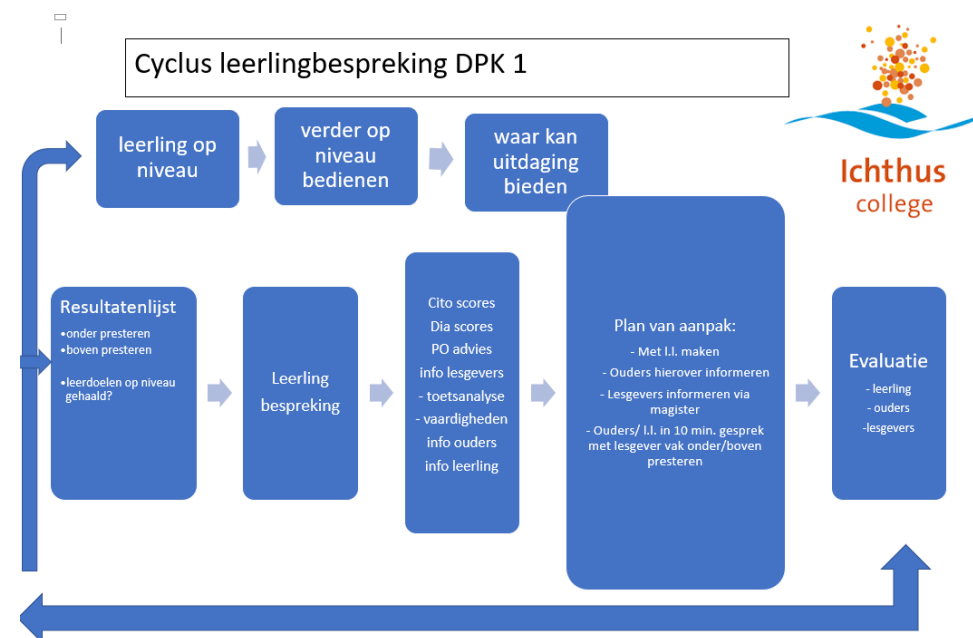 Cyclus leerlingbespreking DPK 1
Ichthus
college
leerling op
niveau
verder op
niveau
bedienen
waar kan
uitdaging
bieden
Resultatenlijst
•onder presteren
•boven presteren
•leerdoelen op niveau
gehaald?
Leerling
bespreking
Cito scores
Dia scores
PO advies
info lesgevers
- toetsanalyse
- vaardigheden
info ouders
info leerling
Plan van aanpak:
- Met l.l. maken
- Ouders hierover informeren
- Lesgevers informeren via
magister
- Ouders/ l.l. in 10 min. gesprek
met lesgever vak onder/boven
presteren
Evaluatie
- leerling
- ouders
-lesgevers